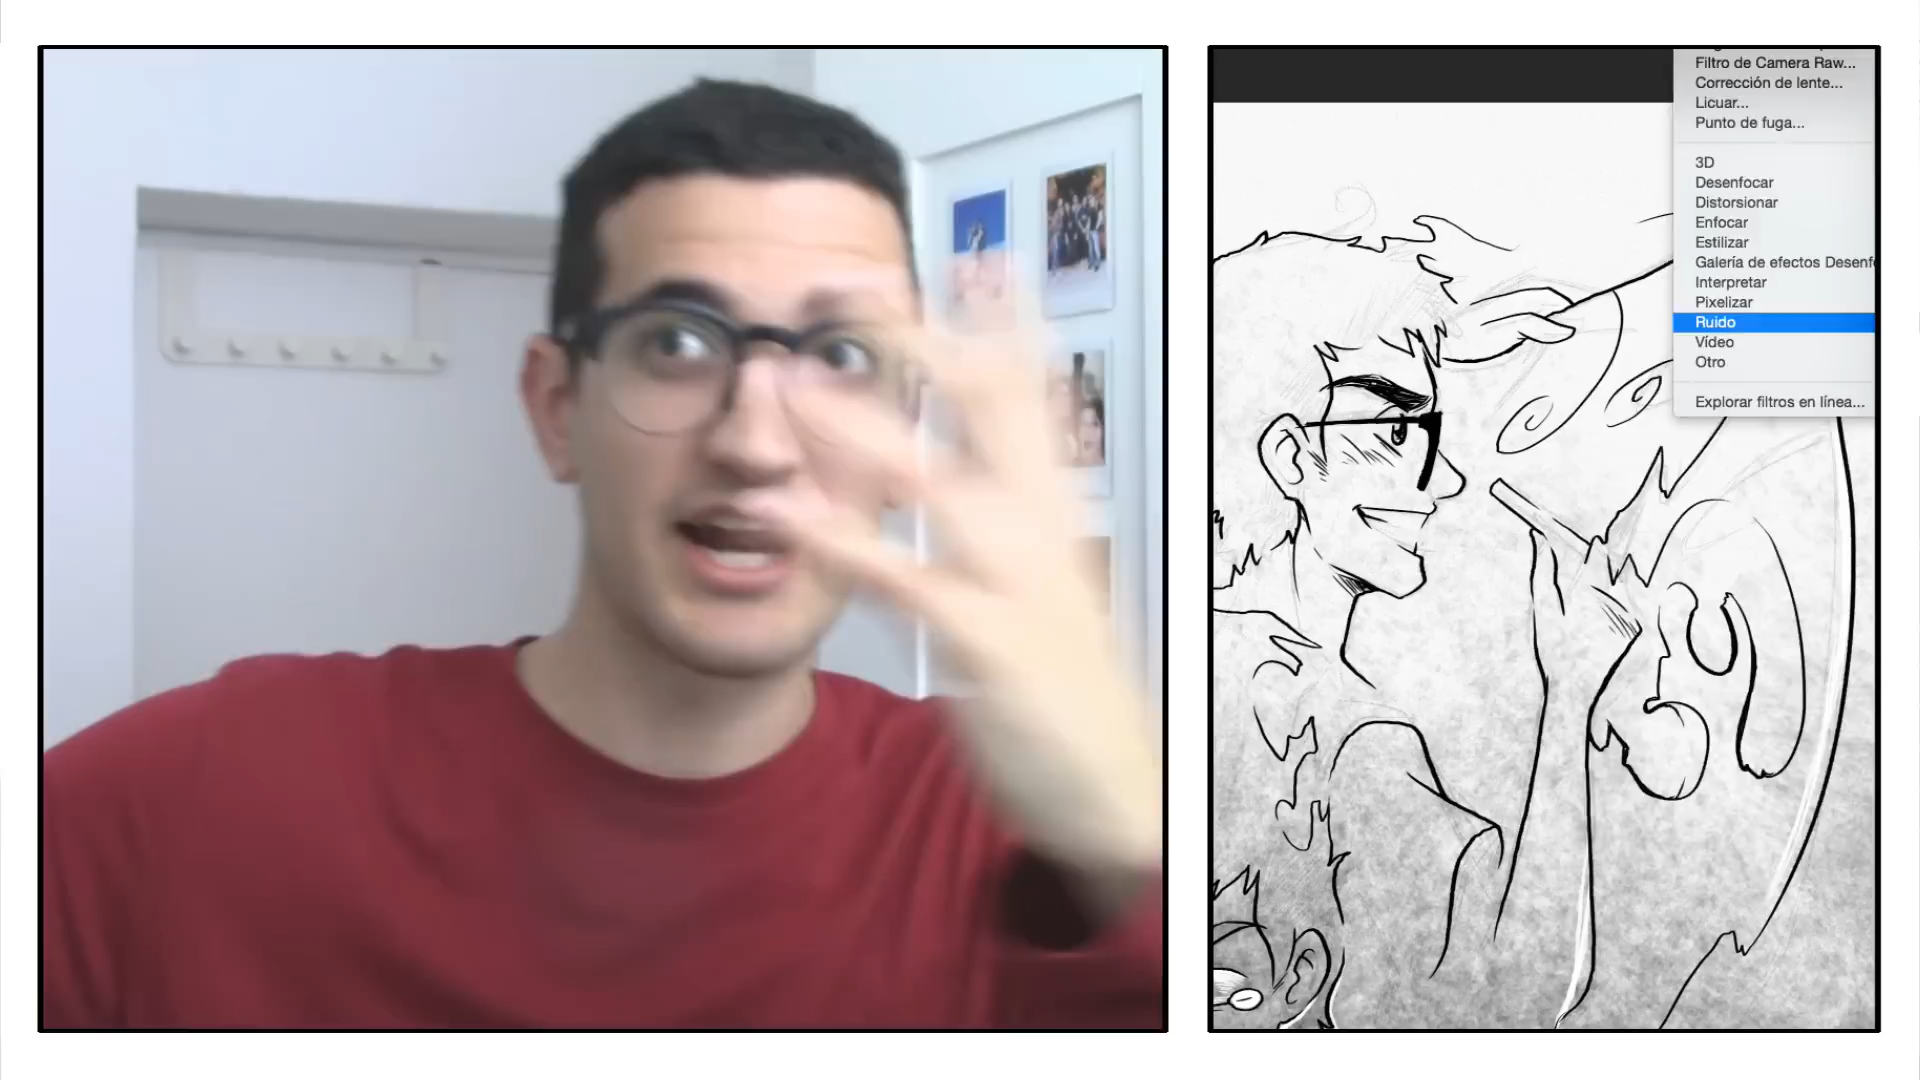 Filtro de Camera Raw...
Corrección de lente...
Licuar...
Punto de fuga...
3D
Desenfocar
Distorsionar
Enfocar
Estilizar
Galería de efectos
Interpretar
Pixelizar
Ruido
Vídeo
Otro
Explorar filtros en línea...